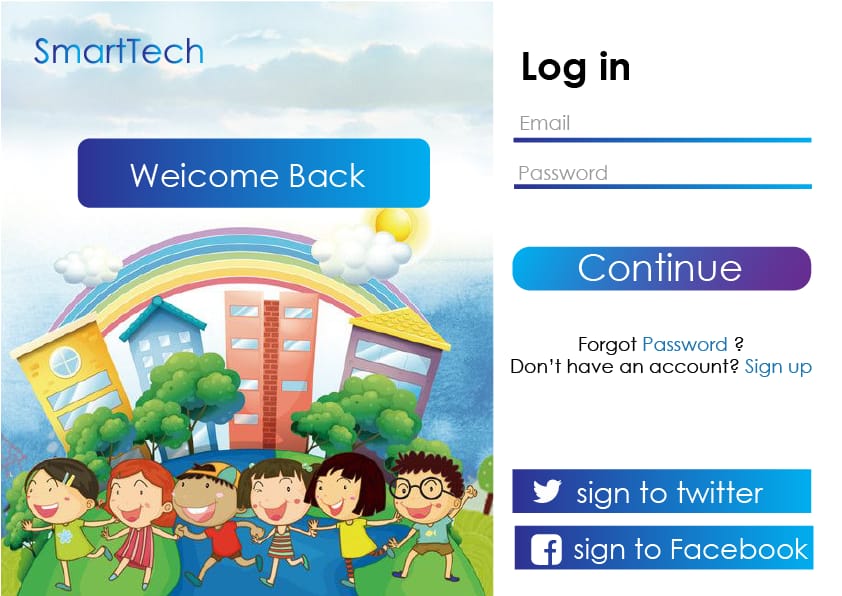 SmartTech
Weicome Back
Log in
Email
Password
Continue
Forgot Password ?
Don't have an account? Sign up
sign to twitter
sign to Facebook